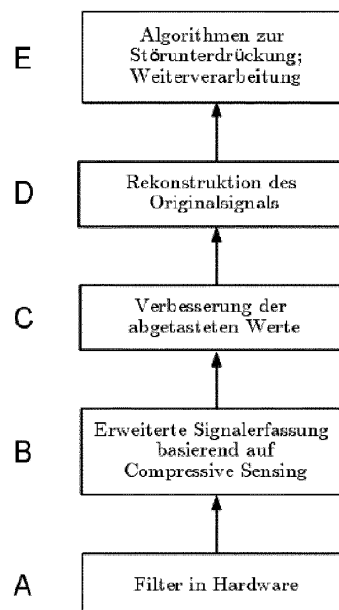 E
Algorithmen zur
Störunterdrückung;
Weiterverarbeitung
D
Rekonstruktion des
Originalsignals
C
Verbesserung der
abgetasteten Werte
B
Erweiterte Signalerfassung
basierend auf
Compressive Sensing
A
Filter in Hardware